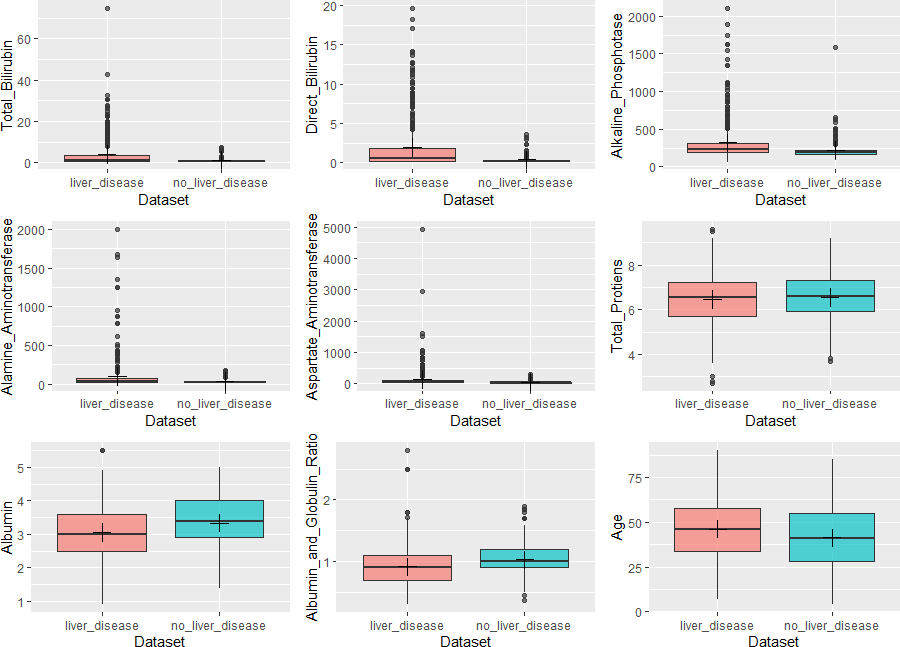 Total_Bilirubin
60
40
20
0
liver_disease no_liver_disease
Dataset
Direct_Bilirubin
20
15
10
5
0
liver_disease no_liver_disease
Dataset
Alkaline_Phosphotase
2000
1500
1000
500
0
liver_disease no_liver_disease
Dataset
Alamine_Aminotransferase
2000
1500
1000
500
0
liver_disease no_liver_disease
Dataset
Aspartate_Aminotransferase
5000
4000
3000
2000
1000
0
liver_disease no_liver_disease
Dataset
Total_Protiens
8
6
4
liver_disease no_liver_disease
Dataset
Albumin
5
4
3
2
1
liver_disease no_liver_disease
Dataset
Albumin_and_Globulin_Ratio
2
1
liver_disease no_liver_disease
Dataset
Age
75
50
25
0
liver_disease no_liver_disease
Dataset